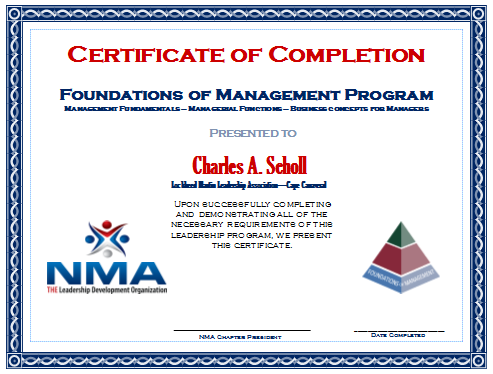 Certificate of Completion
Foundations of Management Program
Management Fundamentals – Managerial Functions – Business concepts for Managers
Presented to
Charles A. Scholl
Lockheed Martin Leadership Association – Cape Canaveral
Upon successfully completing
and demonstrating all of the
necessary requirements of this
leadership program, we present
this certificate.
NMA
THE Leadership Development Organization
FOUNDATIONS of MANAGEMENT
NMA Chapter President
Date Completed